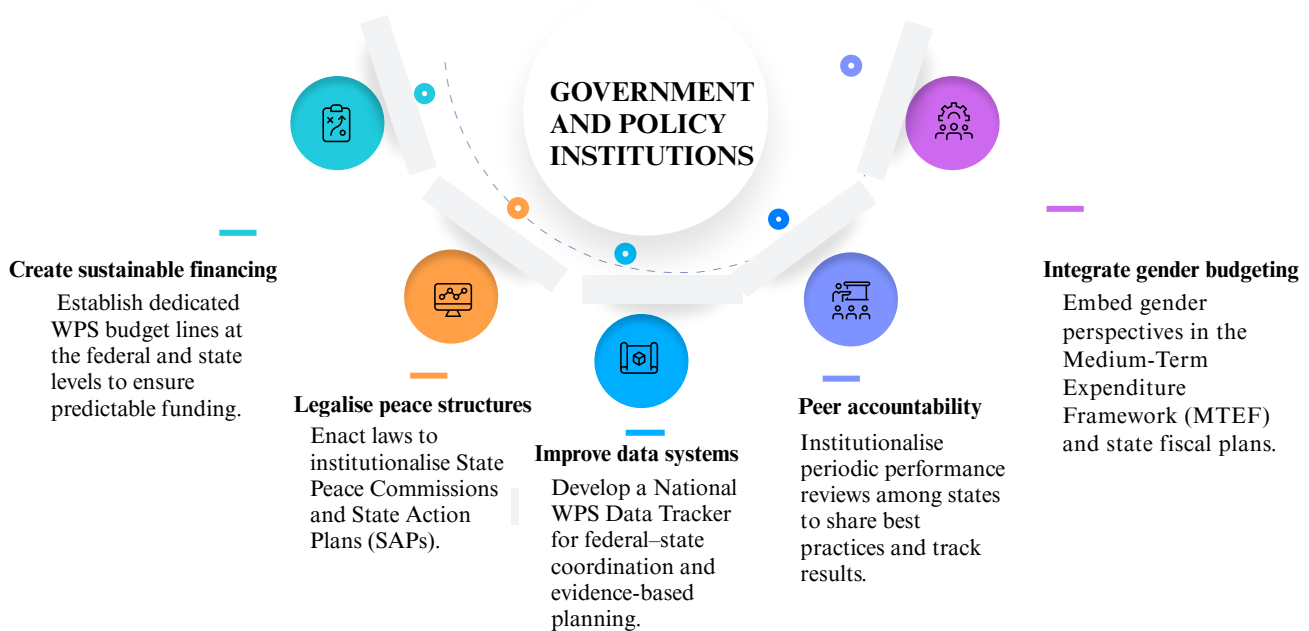 GOVERNMENT
AND POLICY
INSTITUTIONS
Create sustainable financing
Establish dedicated
WPS budget lines at
the federal and state
levels to ensure
predictable funding.
Legalise peace structures
Enact laws to
institutionalise State
Peace Commissions
and State Action
Plans (SAPs).
Improve data systems
Develop a National
WPS Data Tracker
for federal–state
coordination and
evidence-based
planning.
Peer accountability
Institutionalise
periodic performance
reviews among states
to share best
practices and track
results.
Integrate gender budgeting
Embed gender
perspectives in the
Medium-Term
Expenditure
Framework (MTEF)
and state fiscal plans.